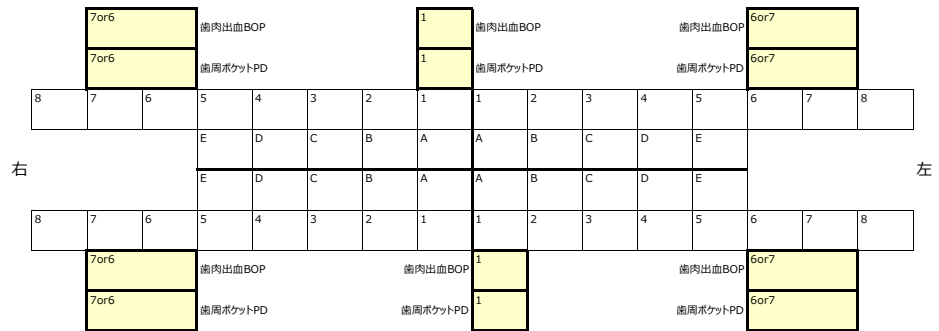 7or6 歯肉出血BOP 1 歯肉出血BOP 歯肉出血BOP 6or7
7or6 歯周ポケットPD 1 歯周ポケットPD 歯周ポケットPD 6or7
8 7 6 5 4 3 2 1 1 2 3 4 5 6 7 8
E D C B A A B C D E
右 左
E D C B A A B C D E
8 7 6 5 4 3 2 1 1 2 3 4 5 6 7 8
7or6 歯肉出血BOP 歯肉出血BOP 1 歯肉出血BOP 6or7
7or6 歯周ポケットPD 歯周ポケットPD 1 歯周ポケットPD 6or7